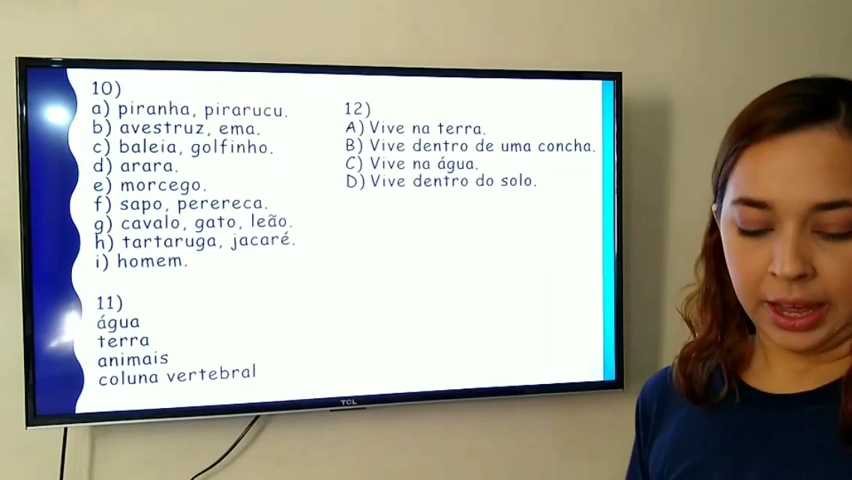 10)
a) piranha, pirarucu.
b) avestruz, ema.
c) baleia, golfinho.
d) arara.
e) morcego.
f) sapo, perereca.
g) cavalo, gato, leão.
h) tartaruga, jacaré.
i) homem.
11)
água
terra
animais
coluna vertebral
12)
A) Vive na terra.
B) Vive dentro de uma concha.
C) Vive na água.
D) Vive dentro do solo.
TCL